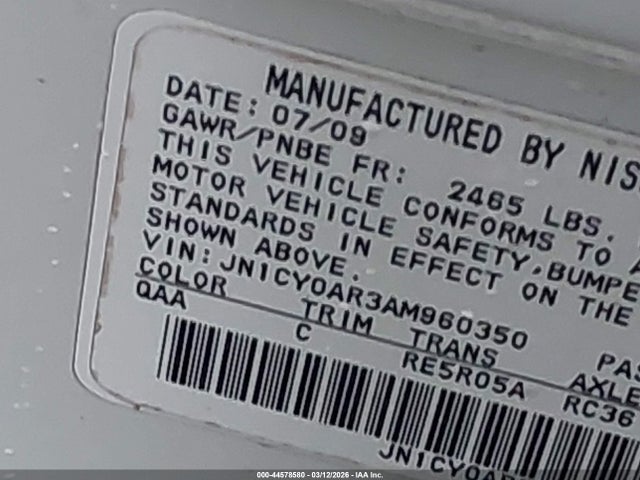 MANUFACTURED BY NIS
DATE: 07/09
GAWR/PNBE FR: 2465 LBS.
THIS VEHICLE CONFORMS TO A
MOTOR VEHICLE SAFETY, BUMPE
STANDARDS IN EFFECT ON THE
SHOWN ABOVE.
VIN: JN1CY0AR3AM960350
COLOR TRIM TRANS AXLE
QAA C RE5R05A RC36
PAS
JN1CY0AR
000-44578580 - 03/12/2026 - IAA Inc.